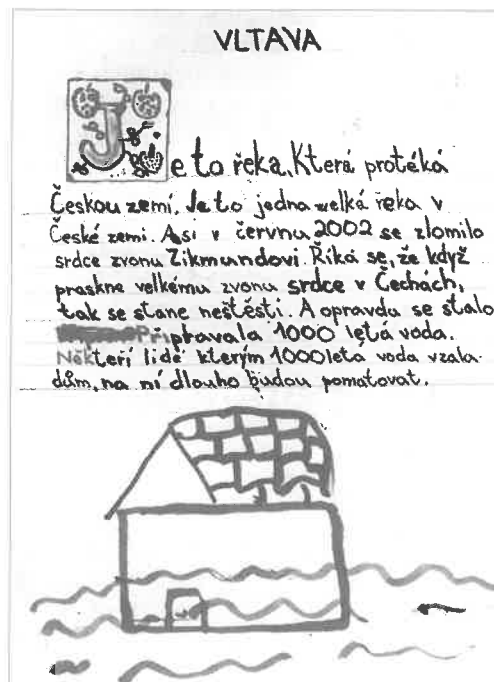 VLTAVA
Je to řeka, Která protéká
Českou zemí. Je to jedna welká řeka v
České zemi. Asi v červnu 2002 se zlomilo
srdce zvonu Zikmundovi. Říká se, že když
praskne velkému zvonu srdce v Čechách,
tak se stane neštěstí. A opravdu se stalo
Připlavala 1000 letá voda.
Někteří lidé kterým 1000letá voda vzala
dům, na ní dlouho budou pomatovat.